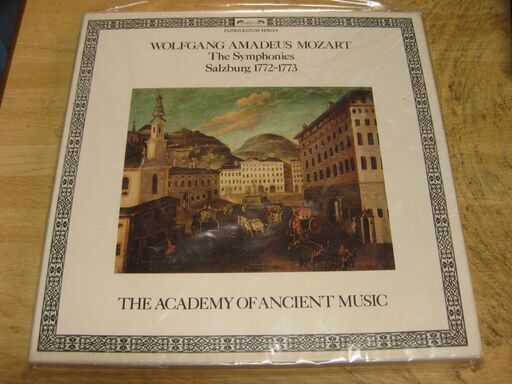 FLORILEGIUM SERIES
WOLFGANG AMADEUS MOZART
The Symphonies
Salzburg 1772-1773
THE ACADEMY OF ANCIENT MUSIC